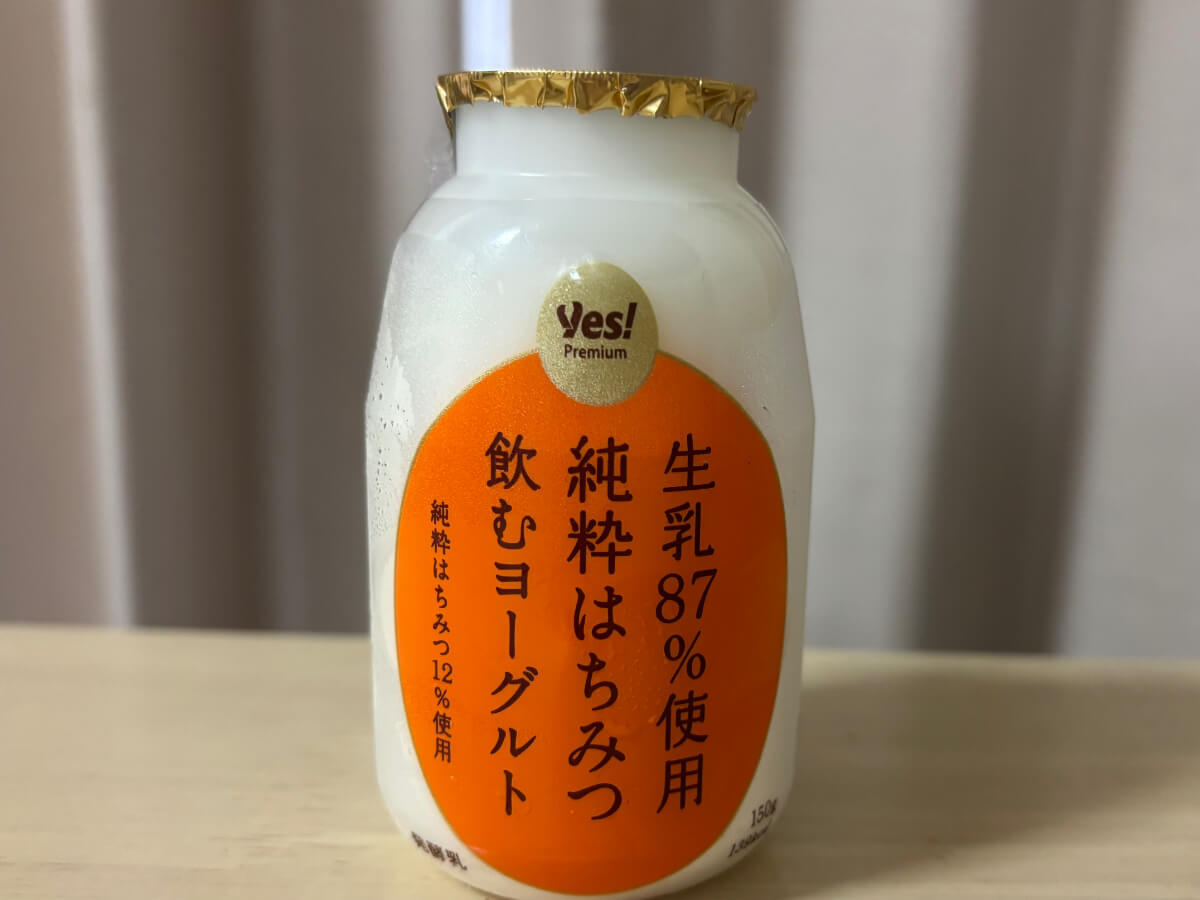 Yes!
Premium
生乳87%使用
純粋はちみつ
飲むヨーグルト
純粋はちみつ12%使用
発酵乳
150g